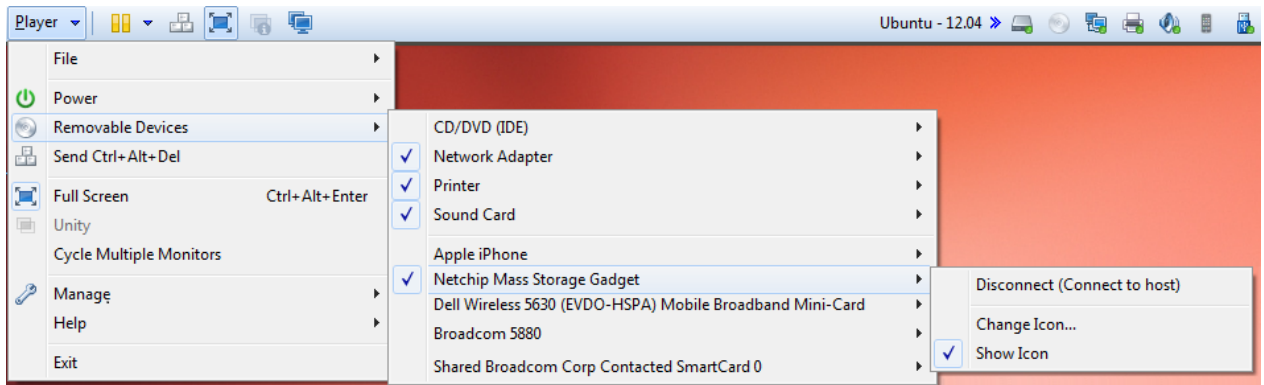 Player
Ubuntu - 12.04
File
Power
Removable Devices
Send Ctrl+Alt+Del
Full Screen Ctrl+Alt+Enter
Unity
Cycle Multiple Monitors
Manage
Help
Exit
CD/DVD (IDE)
Network Adapter
Printer
Sound Card
Apple iPhone
Netchip Mass Storage Gadget
Dell Wireless 5630 (EVDO-HSPA) Mobile Broadband Mini-Card
Broadcom 5880
Shared Broadcom Corp Contacted SmartCard 0
Disconnect (Connect to host)
Change Icon...
Show Icon